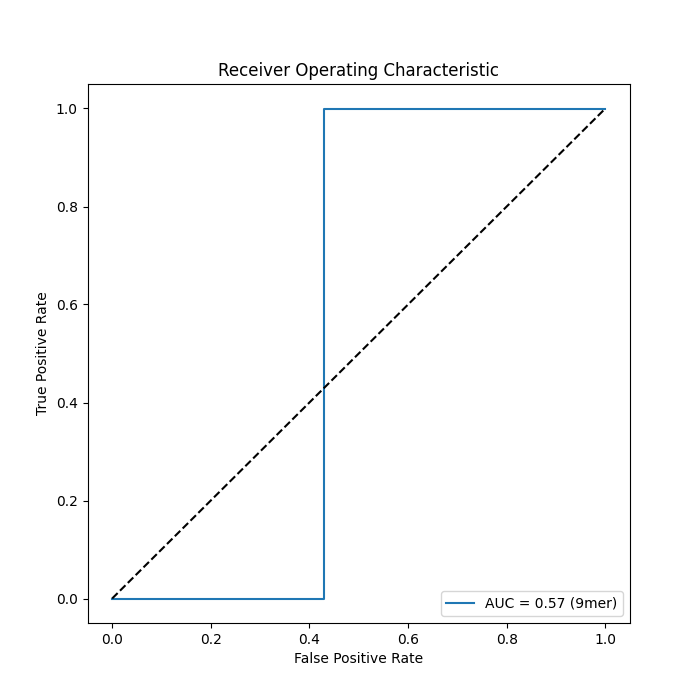 Receiver Operating Characteristic
1.0
0.8
0.6
0.4
0.2
0.0
True Positive Rate
AUC = 0.57 (9mer)
0.0 0.2 0.4 0.6 0.8 1.0
False Positive Rate